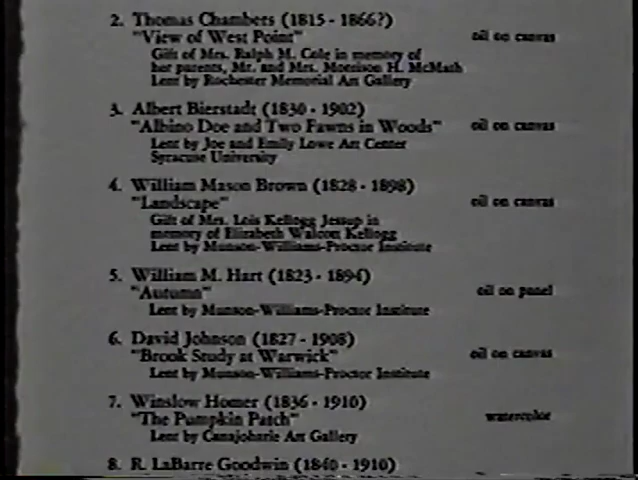 2. Thomas Chambers (1815 - 1866?)
"View of West Point" oil on canvas
Gift of Mrs. Ralph M. Cole in memory of
her parents, Mr. and Mrs. Morrison H. McMath
Lent by Rochester Memorial Art Gallery
3. Albert Bierstadt (1830 - 1902)
"Albino Doe and Two Fawns in Woods" oil on canvas
Lent by Joe and Emily Lowe Art Center
Syracuse University
4. William Mason Brown (1828 - 1898)
"Landscape" oil on canvas
Gift of Mrs. Lois Kellogg Jessup in
memory of Elizabeth Walcott Kellogg
Lent by Munson-Williams-Proctor Institute
5. William M. Hart (1823 - 1894)
"Autumn" oil on panel
Lent by Munson-Williams-Proctor Institute
6. David Johnson (1827 - 1908)
"Brook Study at Warwick" oil on canvas
Lent by Munson-Williams-Proctor Institute
7. Winslow Homer (1836 - 1910)
"The Pumpkin Patch" watercolor
Lent by Canajoharie Art Gallery
8. R. LaBarre Goodwin (1840 - 1910)